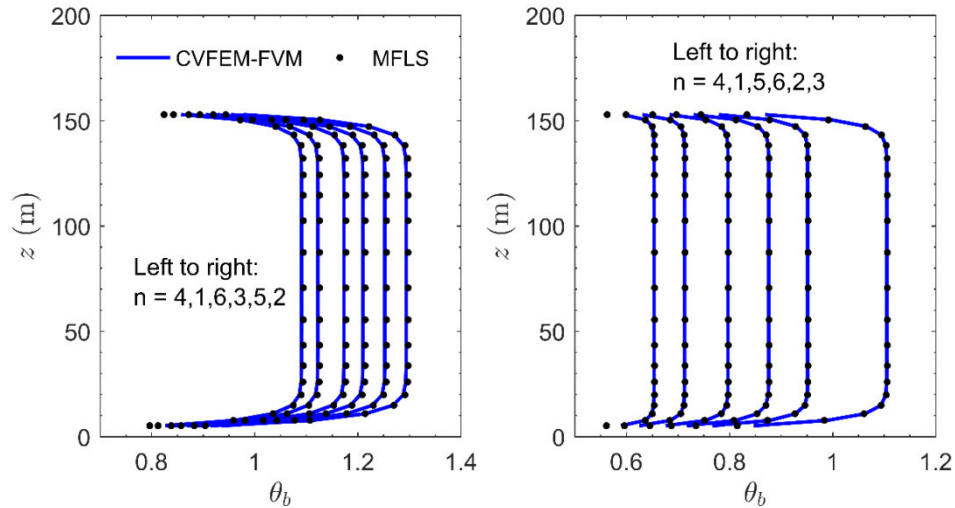 200
150
100
50
0
z (m)
CVFEM-FVM MFLS
Left to right:
n = 4,1,6,3,5,2
0.8 1 1.2 1.4
θb
200
150
100
50
0
z (m)
Left to right:
n = 4,1,5,6,2,3
0.6 0.8 1 1.2
θb